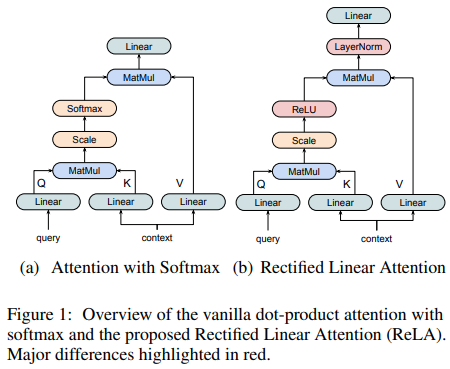 Linear
MatMul
Softmax
Scale
MatMul
Q
K
V
Linear
Linear
Linear
query
context
(a) Attention with Softmax
Linear
LayerNorm
MatMul
ReLU
Scale
MatMul
Q
K
V
Linear
Linear
Linear
query
context
(b) Rectified Linear Attention
Figure 1: Overview of the vanilla dot-product attention with
softmax and the proposed Rectified Linear Attention (ReLA).
Major differences highlighted in red.